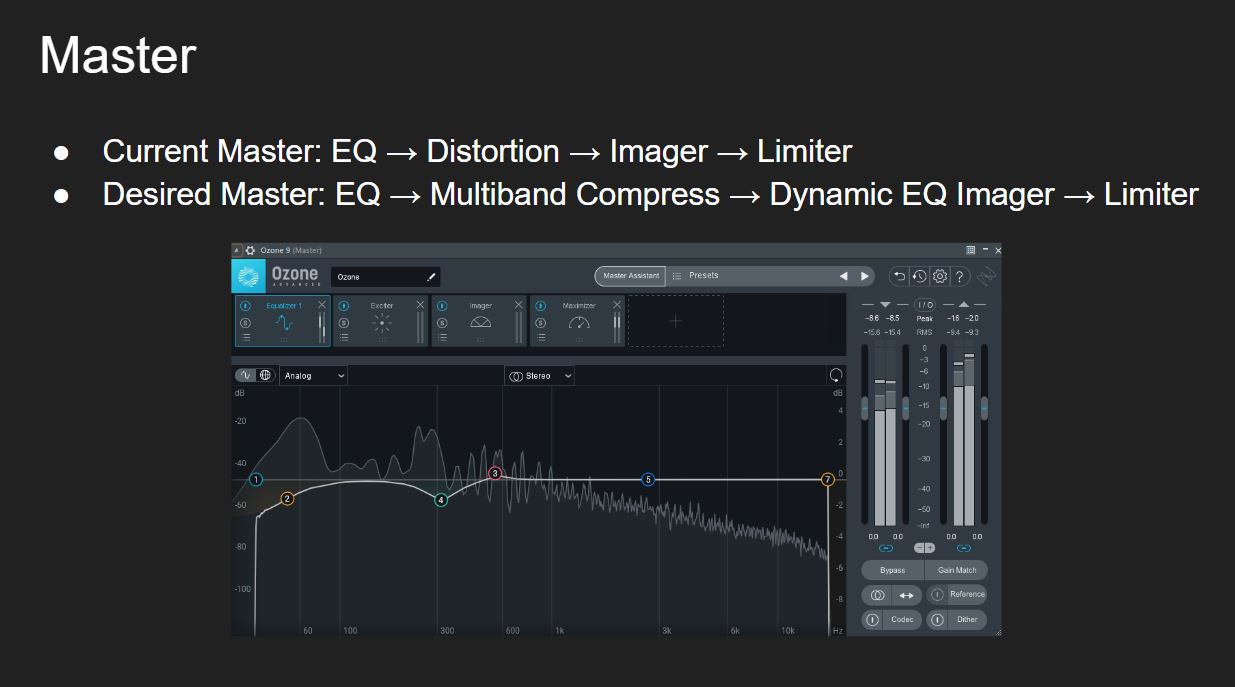 Master
● Current Master: EQ → Distortion → Imager → Limiter
● Desired Master: EQ → Multiband Compress → Dynamic EQ Imager → Limiter
Ozone 9 (Master)
Ozone
ADVANCED
Ozone
Master Assistant
Presets
?
Equalizer 1
Exciter
Imager
Maximizer
S S S S
+
Analog
Stereo
I / O
-8.6 -8.5 Peak -1.6 -2.0
-15.6 -15.4 RMS -9.4 -9.3
0
-3
-6
-10
-15
-20
-30
-40
-50
-Inf
0.0 0.0 0.0 0.0
dB
-20
-40
-60
-80
-100
dB
4
2
0
-2
-4
-6
-8
1 2 3 4 5 7
60 100 300 600 1k 3k 6k 10k Hz
Bypass Gain Match
Reference
Codec Dither